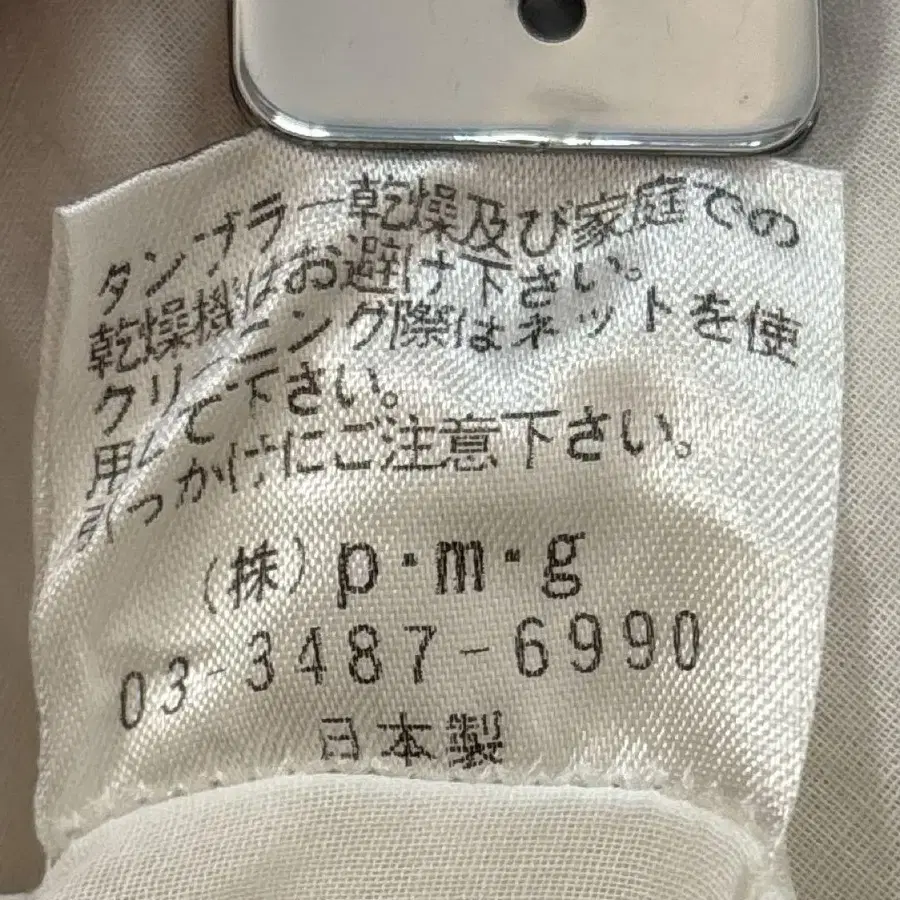 タンブラー乾燥及び家庭での
乾燥機はお避け下さい。
クリーニング際はネットを使
用して下さい。
引っかけにご注意下さい。
(株) p・m・g
03-3487-6990
日本製